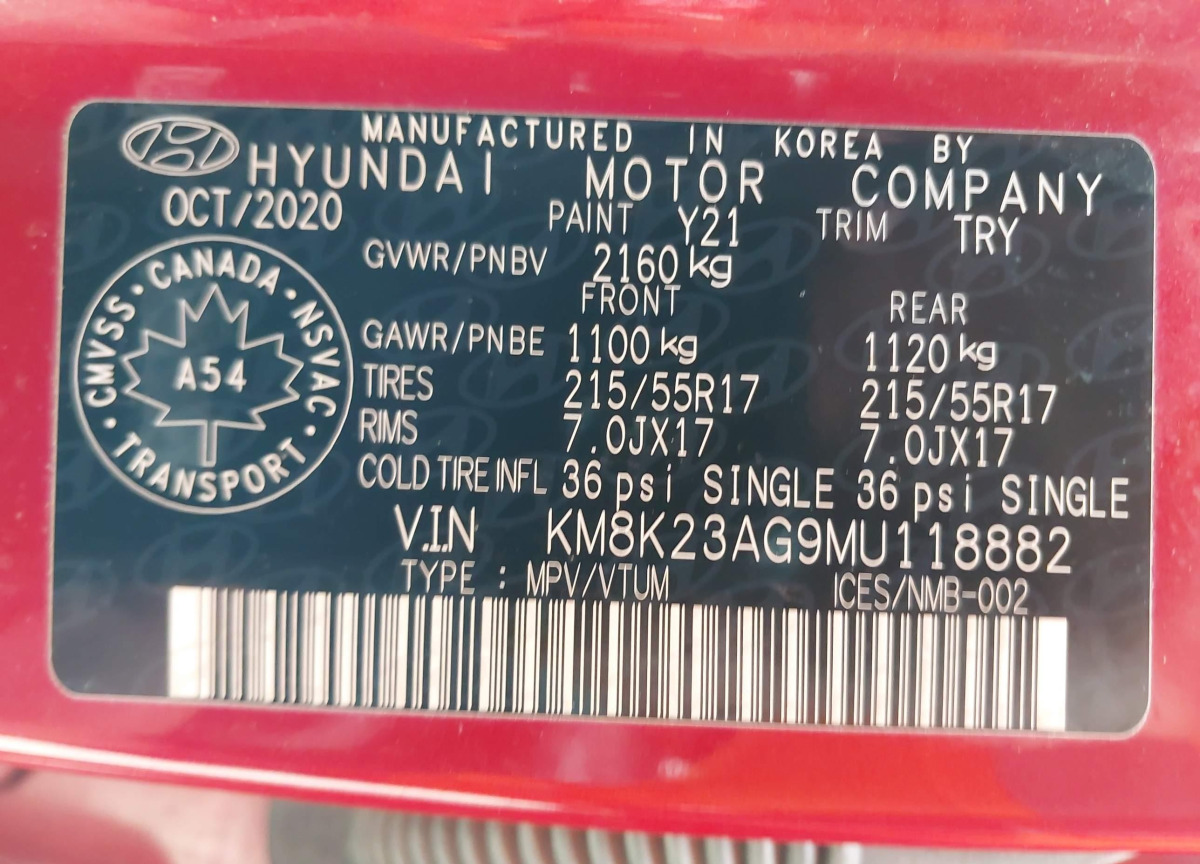 MANUFACTURED IN KOREA BY
HYUNDAI MOTOR COMPANY
OCT/2020 PAINT Y21 TRIM TRY
GVWR/PNBV 2160 kg
FRONT REAR
GAWR/PNBE 1100 kg 1120 kg
TIRES 215/55R17 215/55R17
RIMS 7.0JX17 7.0JX17
COLD TIRE INFL 36 psi SINGLE 36 psi SINGLE
V.I.N KM8K23AG9MU118882
TYPE : MPV/VTUM ICES/NMB-002
CMVSS · CANADA · NSVAC · TRANSPORT ·
A54